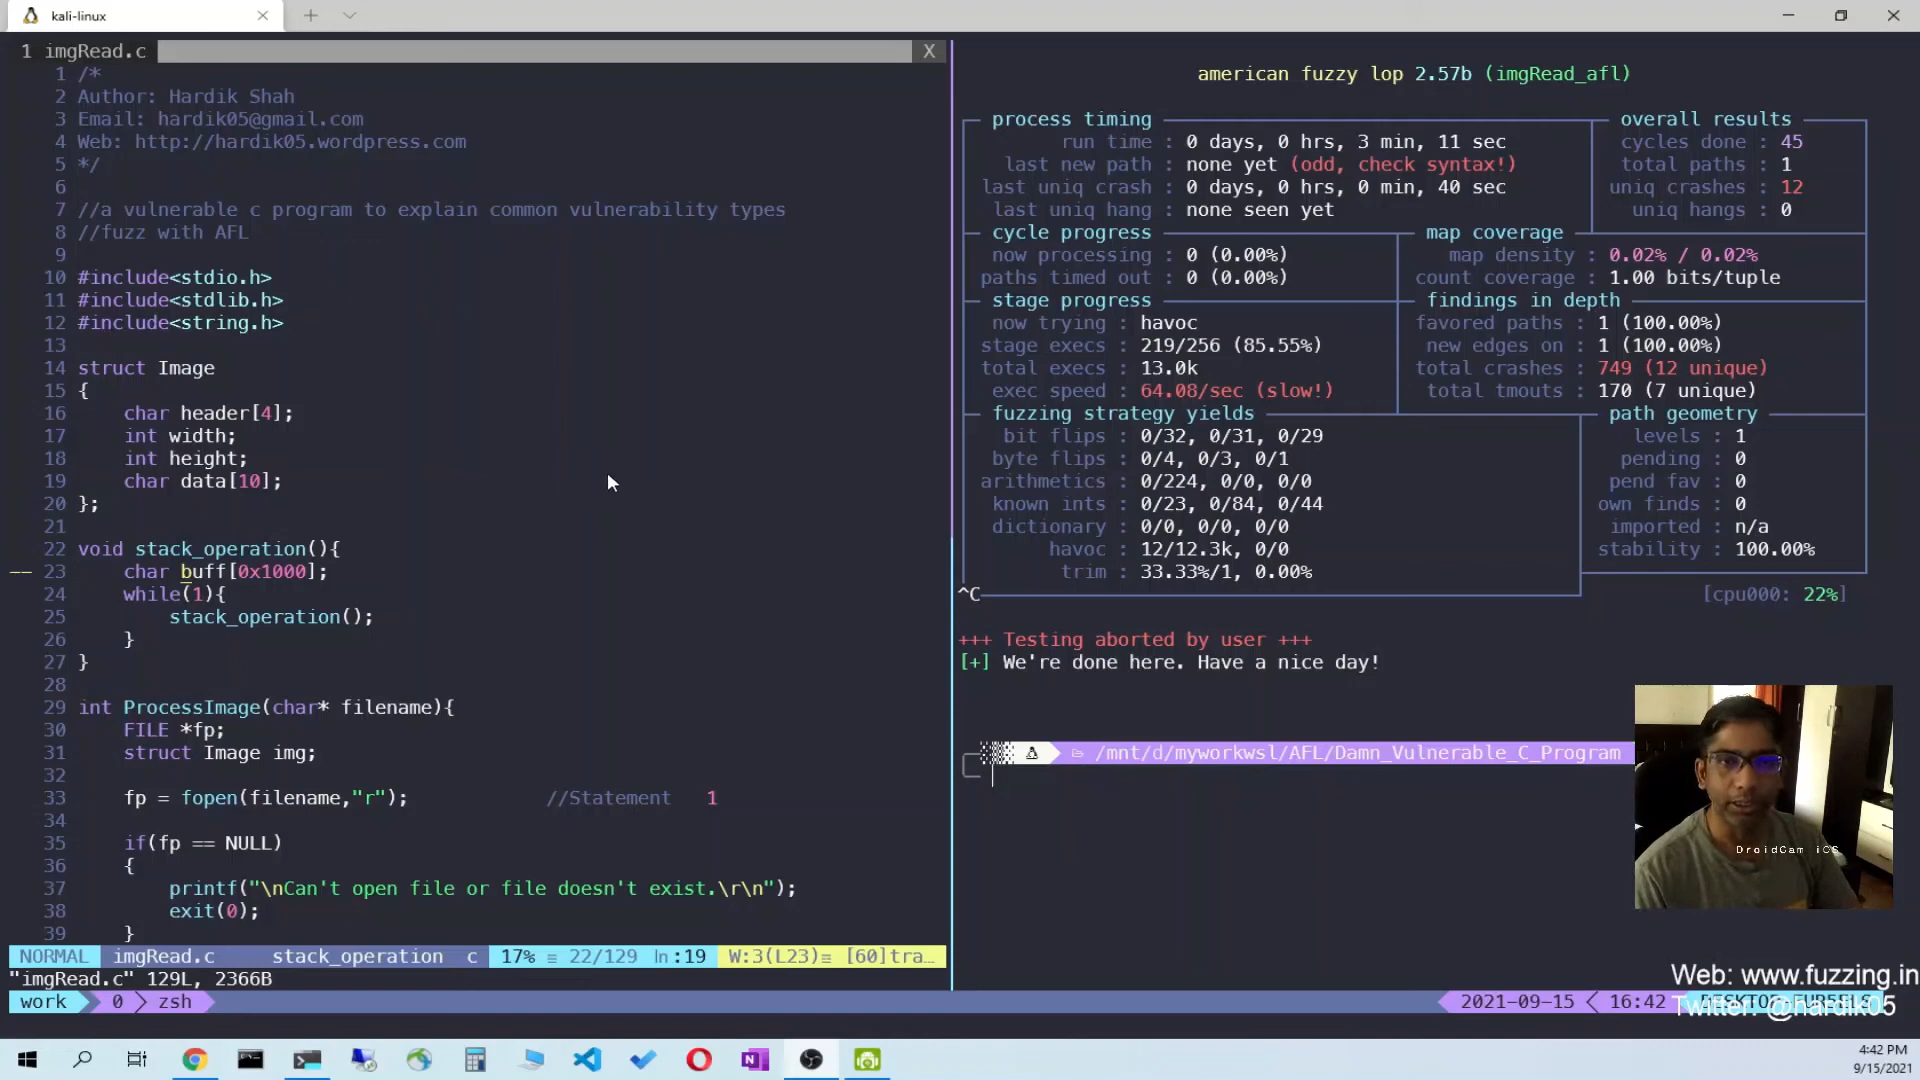 kali-linux
1 imgRead.c X
1 /*
2 Author: Hardik Shah
3 Email: hardik05@gmail.com
4 Web: http://hardik05.wordpress.com
5 */
6
7 //a vulnerable c program to explain common vulnerability types
8 //fuzz with AFL
9
10 #include<stdio.h>
11 #include<stdlib.h>
12 #include<string.h>
13
14 struct Image
15 {
16     char header[4];
17     int width;
18     int height;
19     char data[10];
20 };
21
22 void stack_operation(){
-- 23     char buff[0x1000];
24     while(1){
25         stack_operation();
26     }
27 }
28
29 int ProcessImage(char* filename){
30     FILE *fp;
31     struct Image img;
32
33     fp = fopen(filename,"r");            //Statement   1
34
35     if(fp == NULL)
36     {
37         printf("\nCan't open file or file doesn't exist.\r\n");
38         exit(0);
39     }
NORMAL imgRead.c stack_operation c 17% ≡ 22/129 ln:19 W:3(L23)≡ [60]tra…
"imgRead.c" 129L, 2366B
american fuzzy lop 2.57b (imgRead_afl)
process timing overall results
run time : 0 days, 0 hrs, 3 min, 11 sec cycles done : 45
last new path : none yet (odd, check syntax!) total paths : 1
last uniq crash : 0 days, 0 hrs, 0 min, 40 sec uniq crashes : 12
last uniq hang : none seen yet uniq hangs : 0
cycle progress map coverage
now processing : 0 (0.00%) map density : 0.02% / 0.02%
paths timed out : 0 (0.00%) count coverage : 1.00 bits/tuple
stage progress findings in depth
now trying : havoc favored paths : 1 (100.00%)
stage execs : 219/256 (85.55%) new edges on : 1 (100.00%)
total execs : 13.0k total crashes : 749 (12 unique)
exec speed : 64.08/sec (slow!) total tmouts : 170 (7 unique)
fuzzing strategy yields path geometry
bit flips : 0/32, 0/31, 0/29 levels : 1
byte flips : 0/4, 0/3, 0/1 pending : 0
arithmetics : 0/224, 0/0, 0/0 pend fav : 0
known ints : 0/23, 0/84, 0/44 own finds : 0
dictionary : 0/0, 0/0, 0/0 imported : n/a
havoc : 12/12.3k, 0/0 stability : 100.00%
trim : 33.33%/1, 0.00%
^C [cpu000: 22%]
+++ Testing aborted by user +++
[+] We're done here. Have a nice day!
/mnt/d/myworkwsl/AFL/Damn_Vulnerable_C_Program
DroidCam iOS
Web: www.fuzzing.in
Twitter: @hardik05
work 0 zsh 2021-09-15 16:42
4:42 PM
9/15/2021